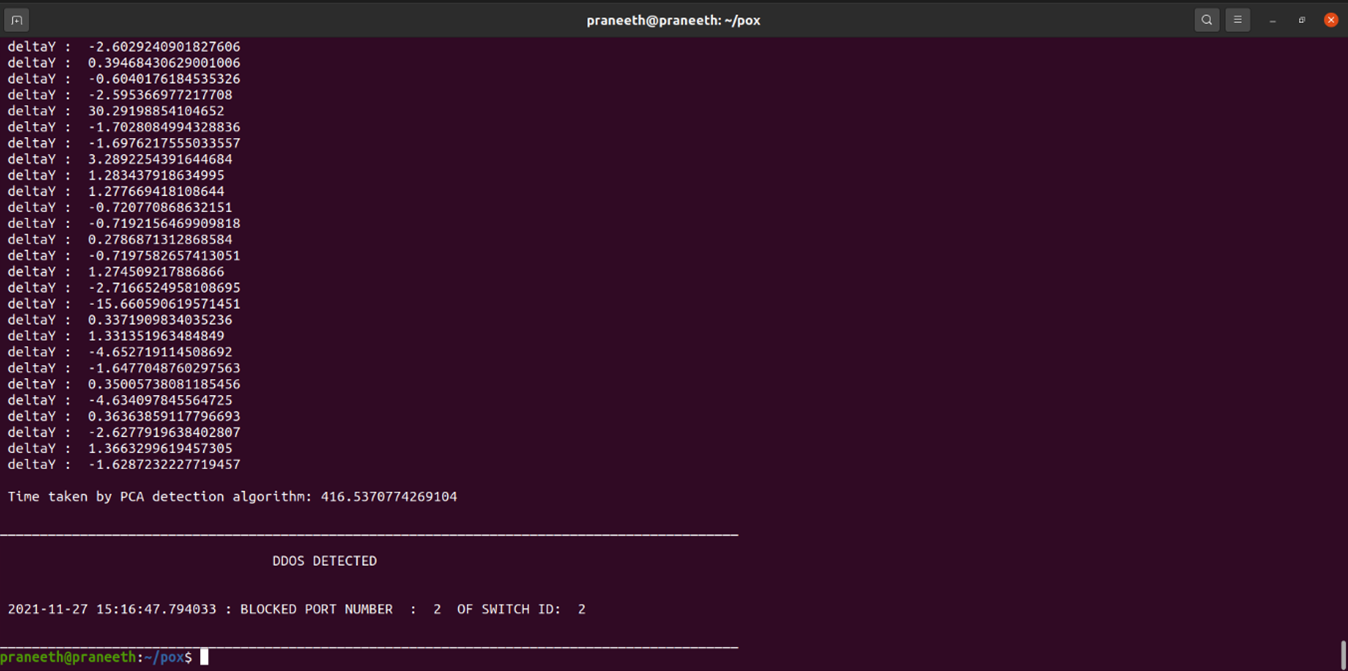 praneeth@praneeth: ~/pox
deltaY :  -2.6029240901827606
deltaY :  0.39468430629001006
deltaY :  -0.6040176184535326
deltaY :  -2.595366977217708
deltaY :  30.29198854104652
deltaY :  -1.7028084994328836
deltaY :  -1.6976217555033557
deltaY :  3.2892254391644684
deltaY :  1.283437918634995
deltaY :  1.277669418108644
deltaY :  -0.720770868632151
deltaY :  -0.7192156469909818
deltaY :  0.2786871312868584
deltaY :  -0.7197582657413051
deltaY :  1.274509217886866
deltaY :  -2.7166524958108695
deltaY :  -15.660590619571451
deltaY :  0.3371909834035236
deltaY :  1.331351963484849
deltaY :  -4.652719114508692
deltaY :  -1.6477048760297563
deltaY :  0.35005738081185456
deltaY :  -4.634097845564725
deltaY :  0.36363859117796693
deltaY :  -2.6277919638402807
deltaY :  1.3663299619457305
deltaY :  -1.6287232227719457
Time taken by PCA detection algorithm: 416.5370774269104
DDOS DETECTED
2021-11-27 15:16:47.794033 : BLOCKED PORT NUMBER  :  2  OF SWITCH ID:  2
praneeth@praneeth:~/pox$